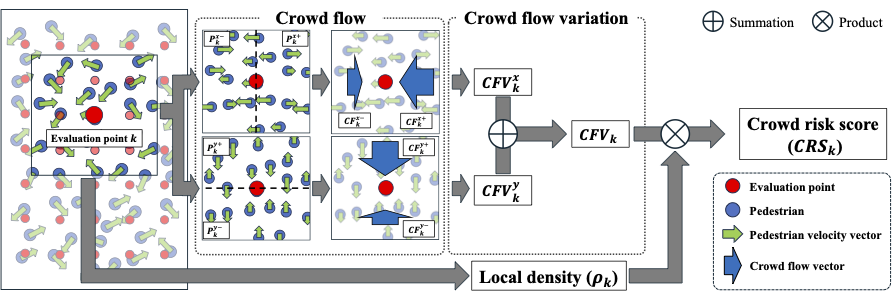 Crowd flow
Crowd flow variation
Summation
Product
P_k^{x-}
P_k^{x+}
CF_k^{x-}
CF_k^{x+}
CFV_k^x
Evaluation point k
CFV_k
Crowd risk score
(CRS_k)
P_k^{y+}
P_k^{y-}
CF_k^{y+}
CF_k^{y-}
CFV_k^y
Local density (ρ_k)
Evaluation point
Pedestrian
Pedestrian velocity vector
Crowd flow vector